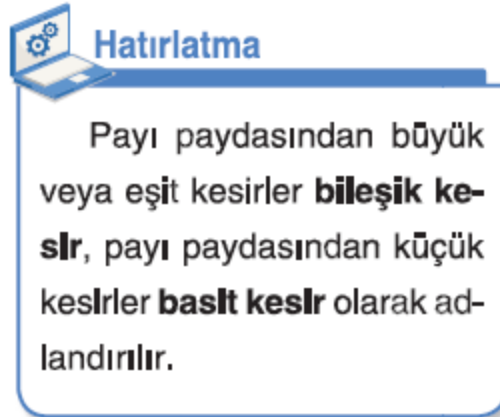 Hatırlatma
Payı paydasından büyük
veya eşit kesirler bileşik ke-
sir, payı paydasından küçük
kesirler basit kesir olarak ad-
landırılır.